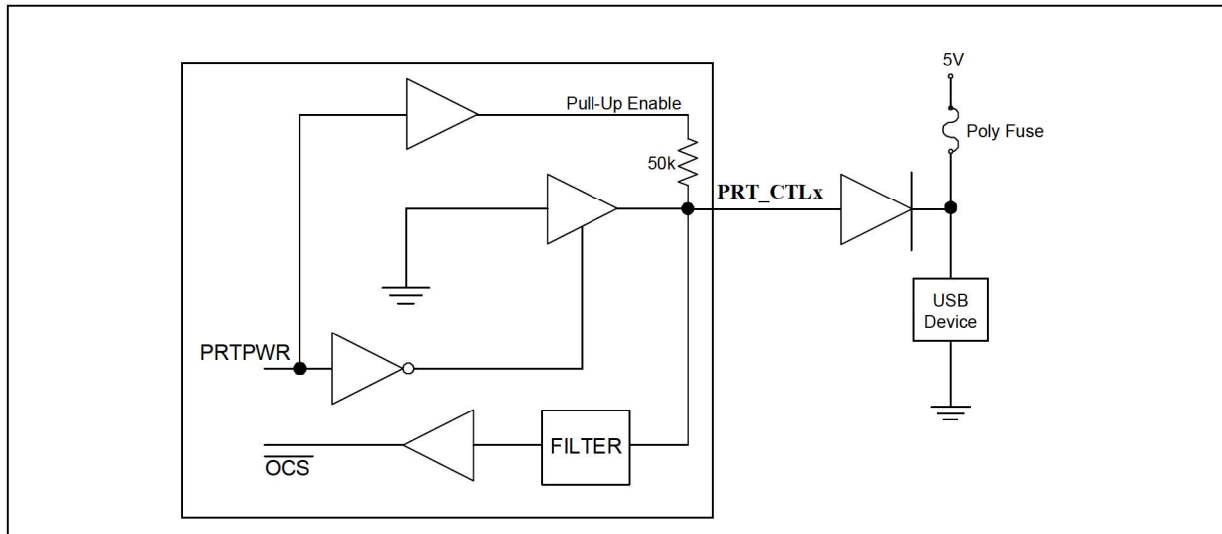 5V
Pull-Up Enable
Poly Fuse
50k
PRT_CTLx
USB
Device
PRTPWR
FILTER
OCS